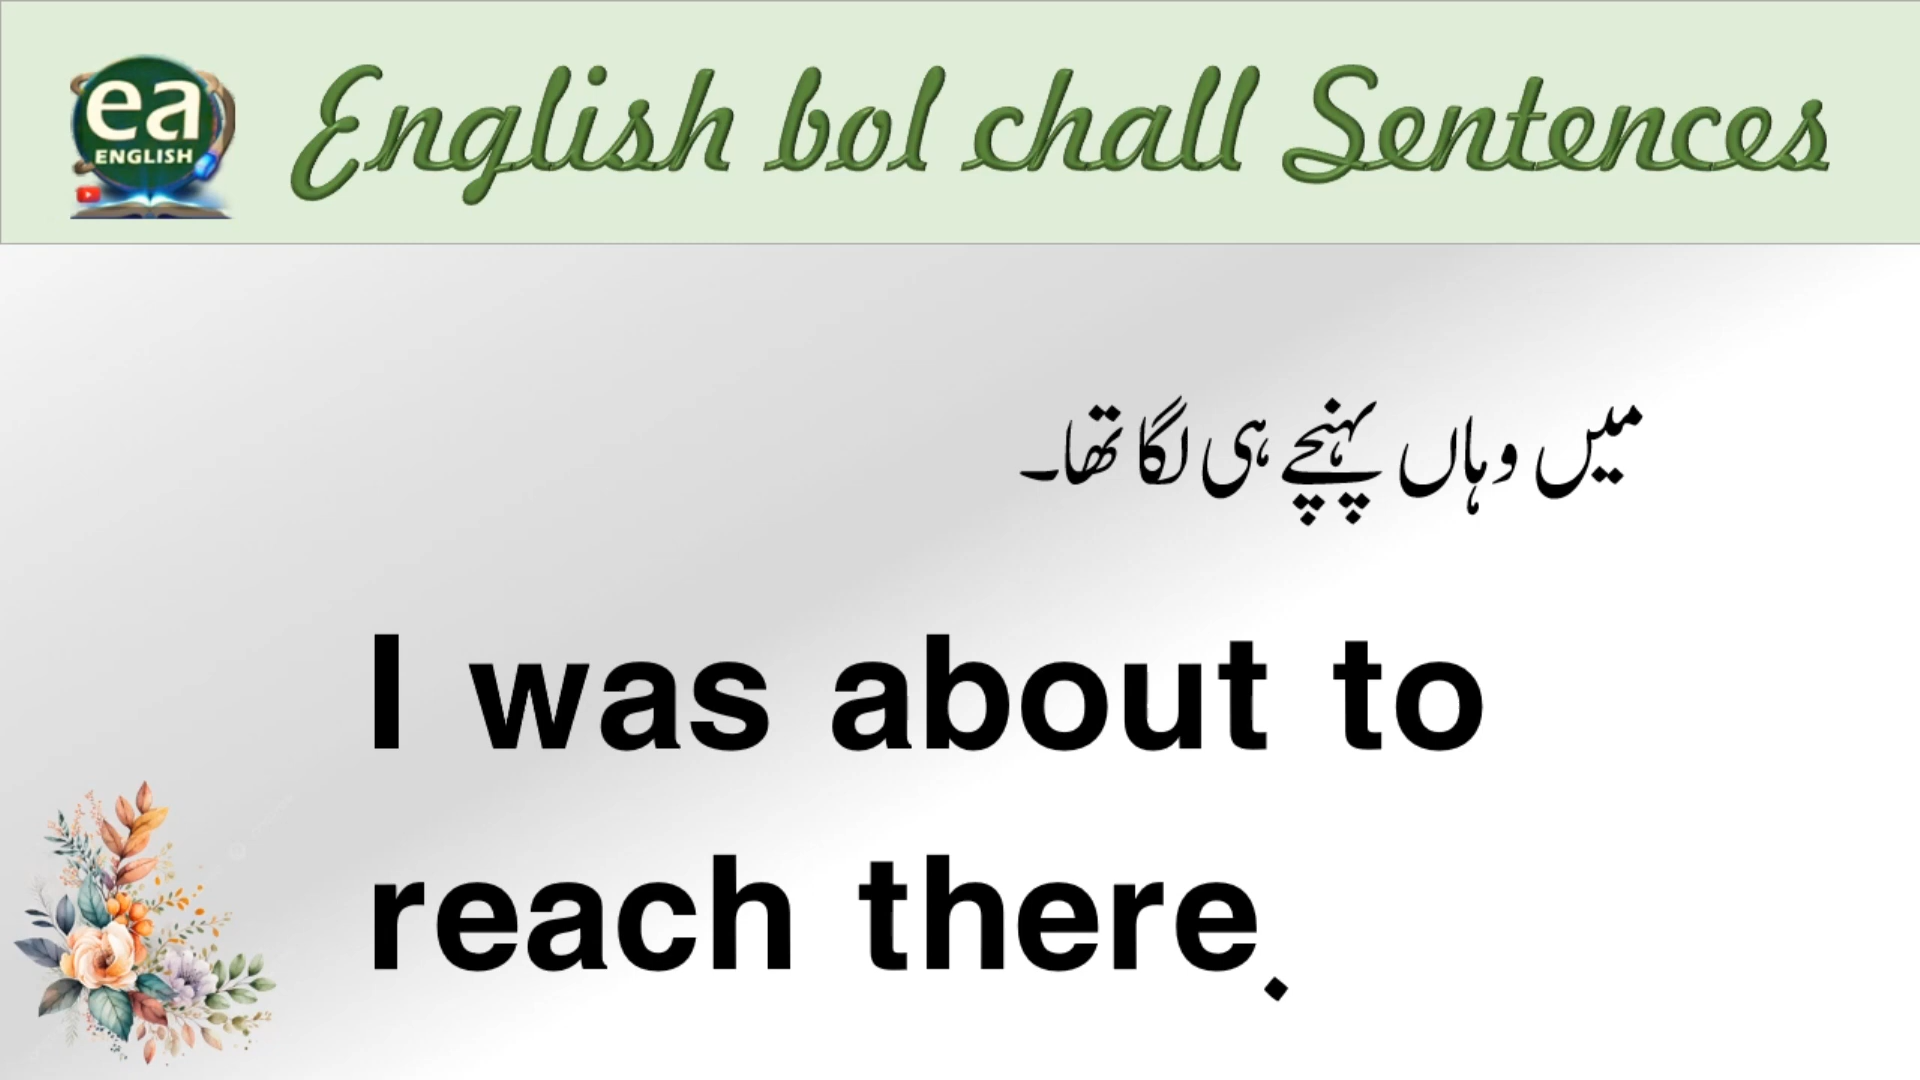 ea
ENGLISH
English bol chall Sentences
میں وہاں پہنچے ہی لگا تھا۔
I was about to
reach there.